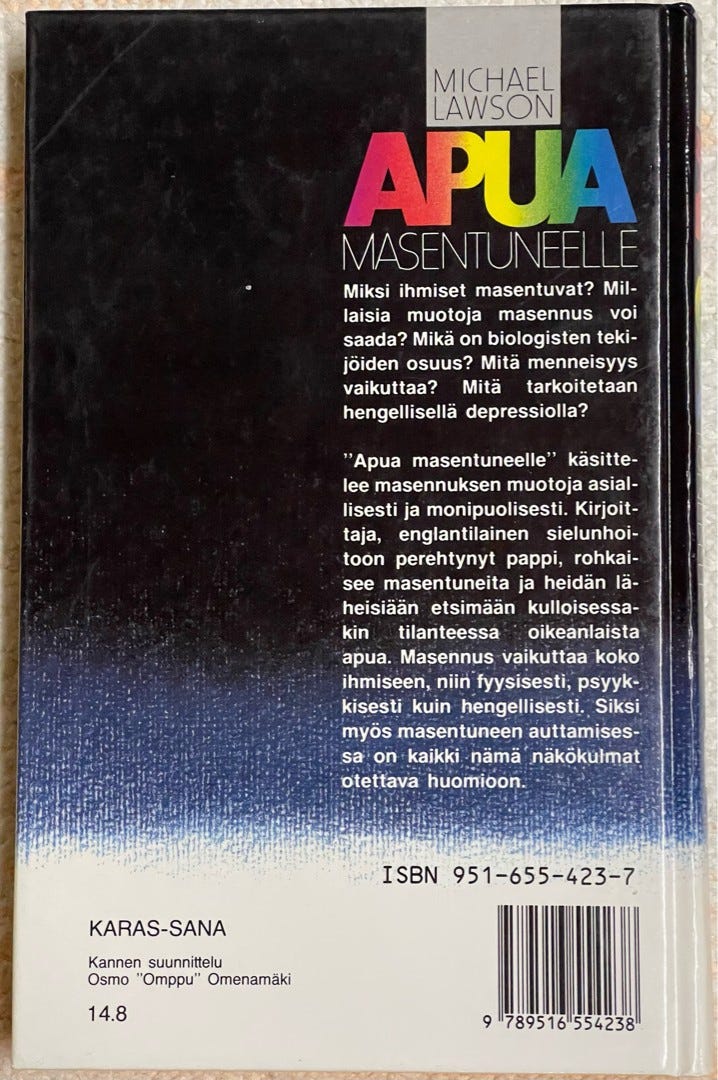 MICHAEL
LAWSON
APUA
MASENTUNEELLE
Miksi ihmiset masentuvat? Mil-
laisia muotoja masennus voi
saada? Mikä on biologisten teki-
jöiden osuus? Mitä menneisyys
vaikuttaa? Mitä tarkoitetaan
hengellisellä depressiolla?
"Apua masentuneelle" käsitte-
lee masennuksen muotoja asial-
lisesti ja monipuolisesti. Kirjoit-
taja, englantilainen sielunhoi-
toon perehtynyt pappi, rohkai-
see masentuneita ja heidän lä-
heisiään etsimään kulloisessa-
kin tilanteessa oikeanlaista
apua. Masennus vaikuttaa koko
ihmiseen, niin fyysisesti, psyyk-
kisesti kuin hengellisesti. Siksi
myös masentuneen auttamises-
sa on kaikki nämä näkökulmat
otettava huomioon.
ISBN 951-655-423-7
KARAS-SANA
Kannen suunnittelu
Osmo "Omppu" Omenamäki
14.8
9 789516 554238